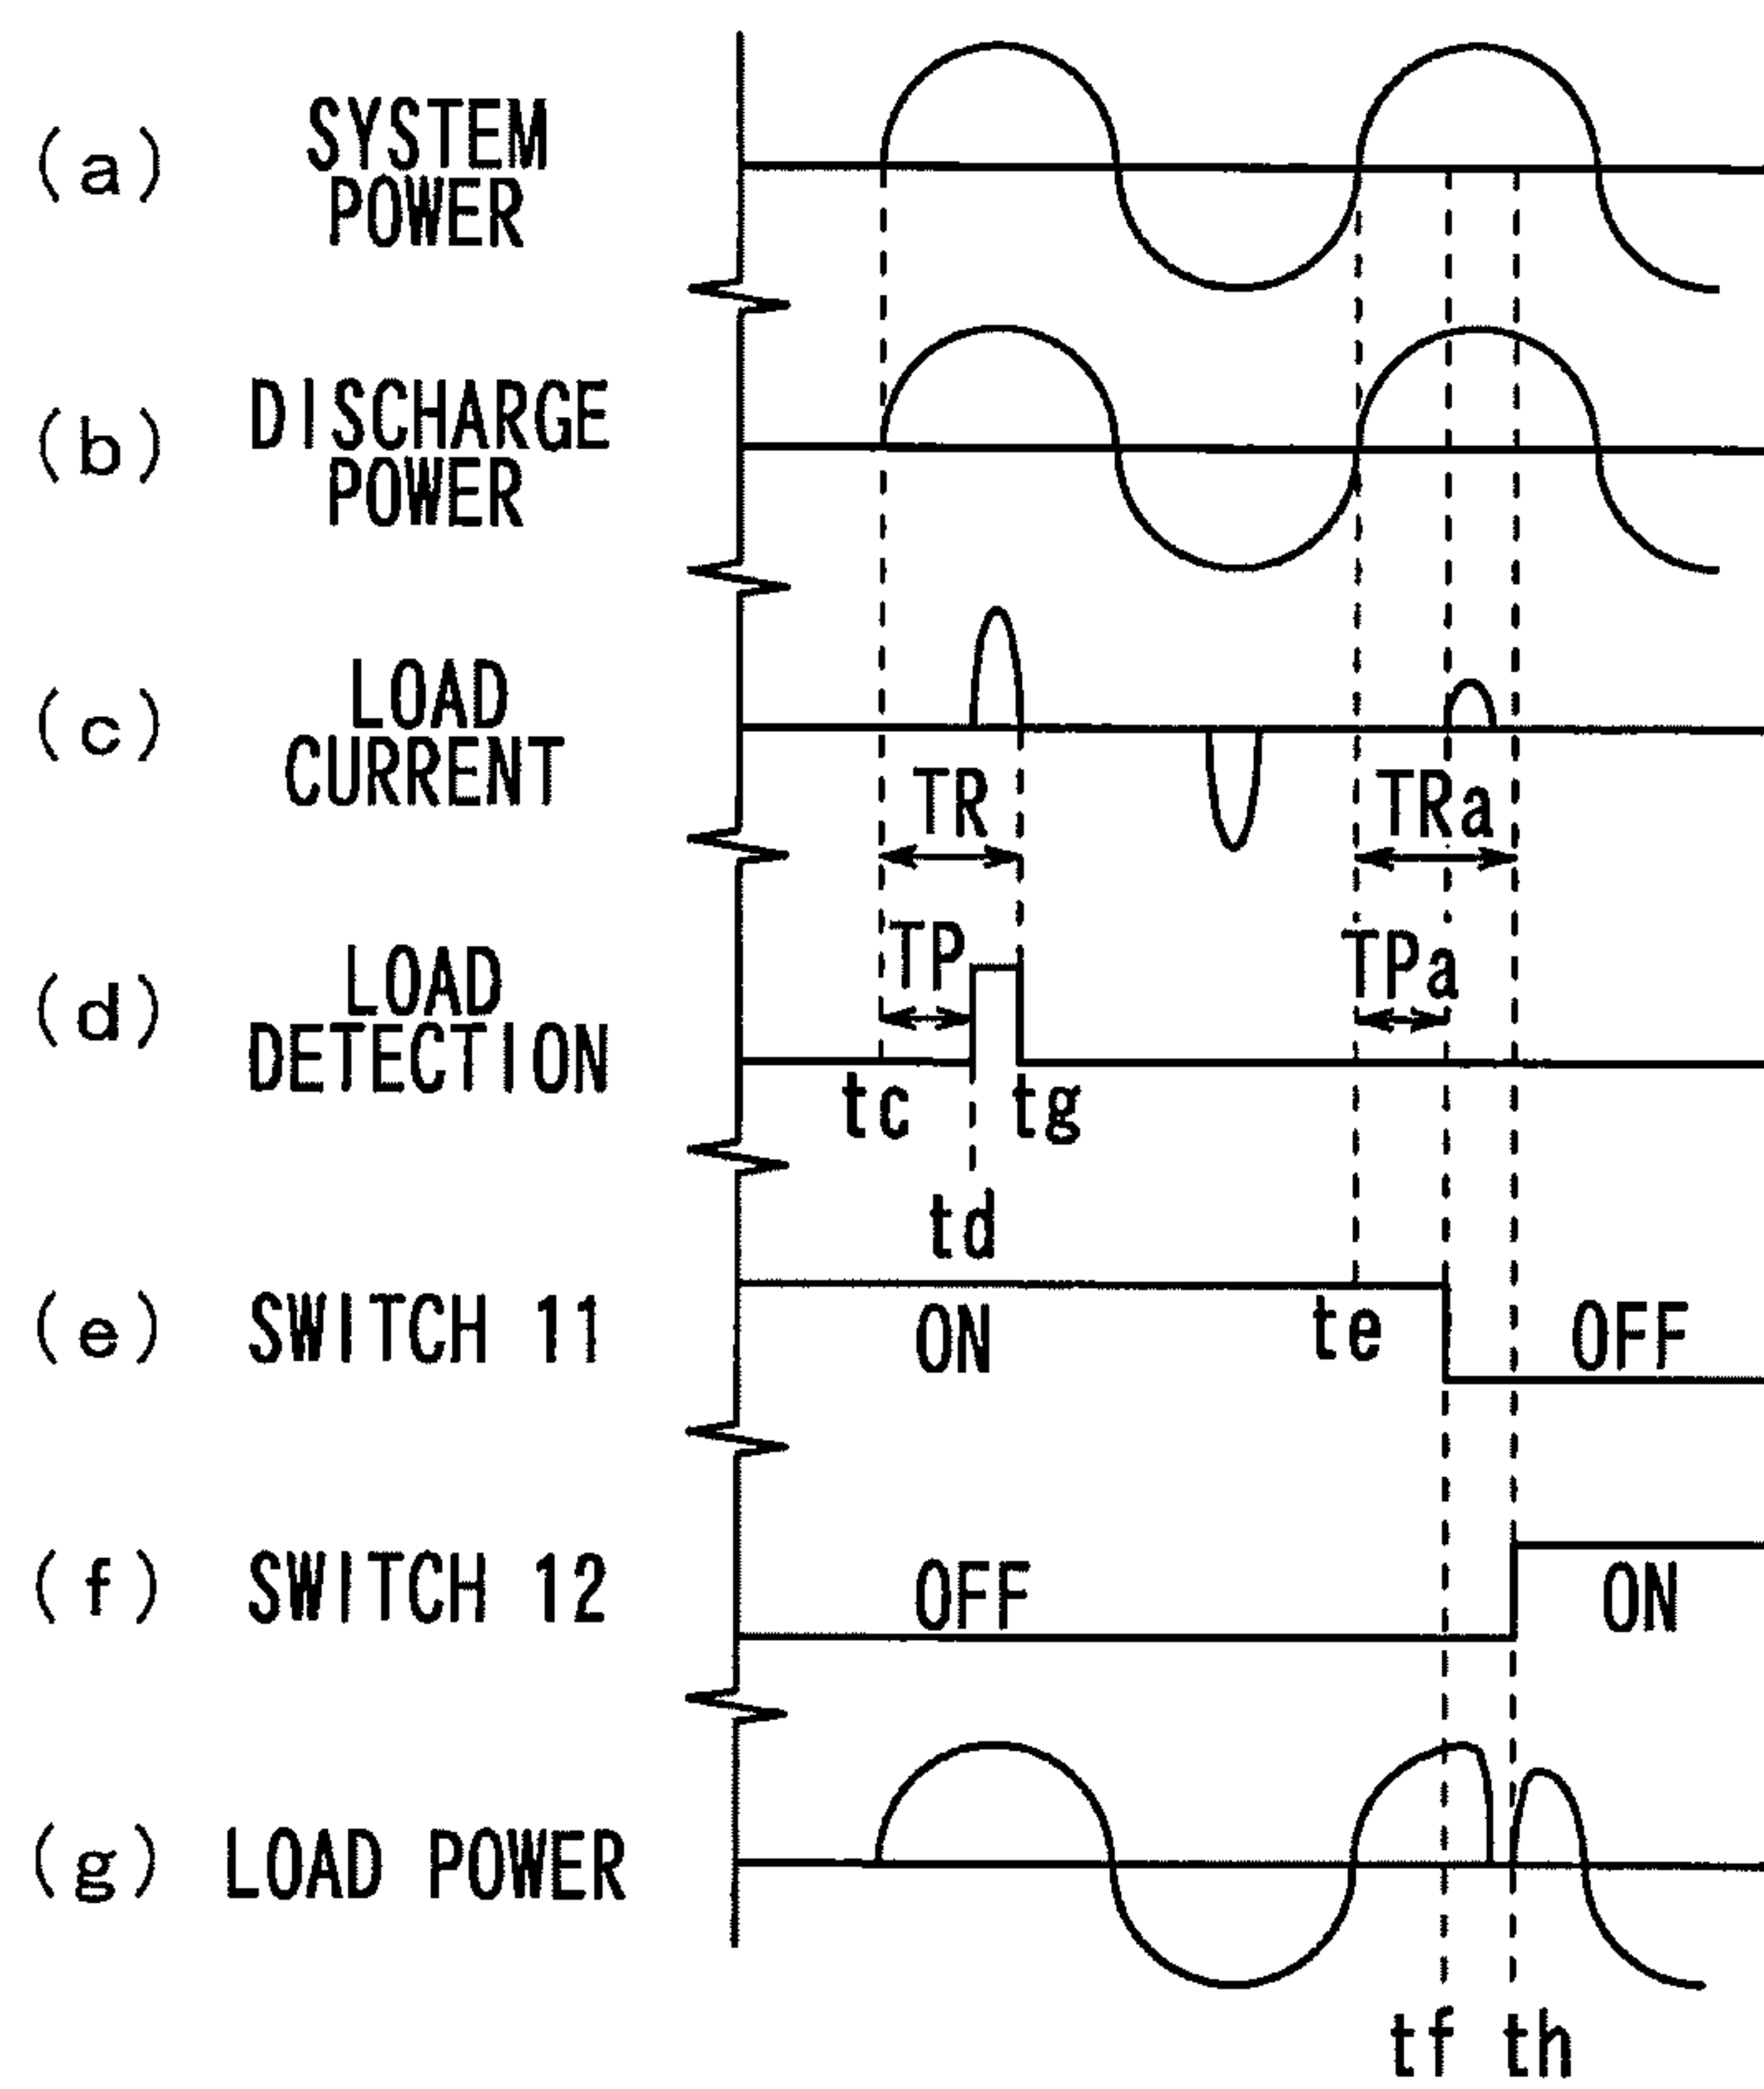 (a) SYSTEM
POWER
(b) DISCHARGE
POWER
(c) LOAD
CURRENT
TR
TRa
(d) LOAD
DETECTION
TP
TPa
tc
tg
td
(e) SWITCH 11
ON
te
OFF
(f) SWITCH 12
OFF
ON
(g) LOAD POWER
tf
th